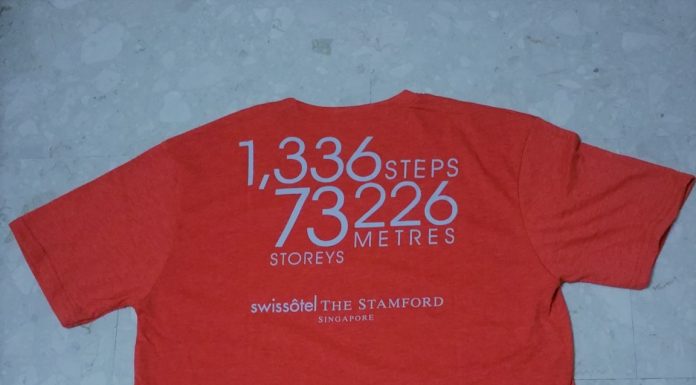 1,336 STEPS
73 226
STOREYS METRES
swissôtel THE STAMFORD
SINGAPORE